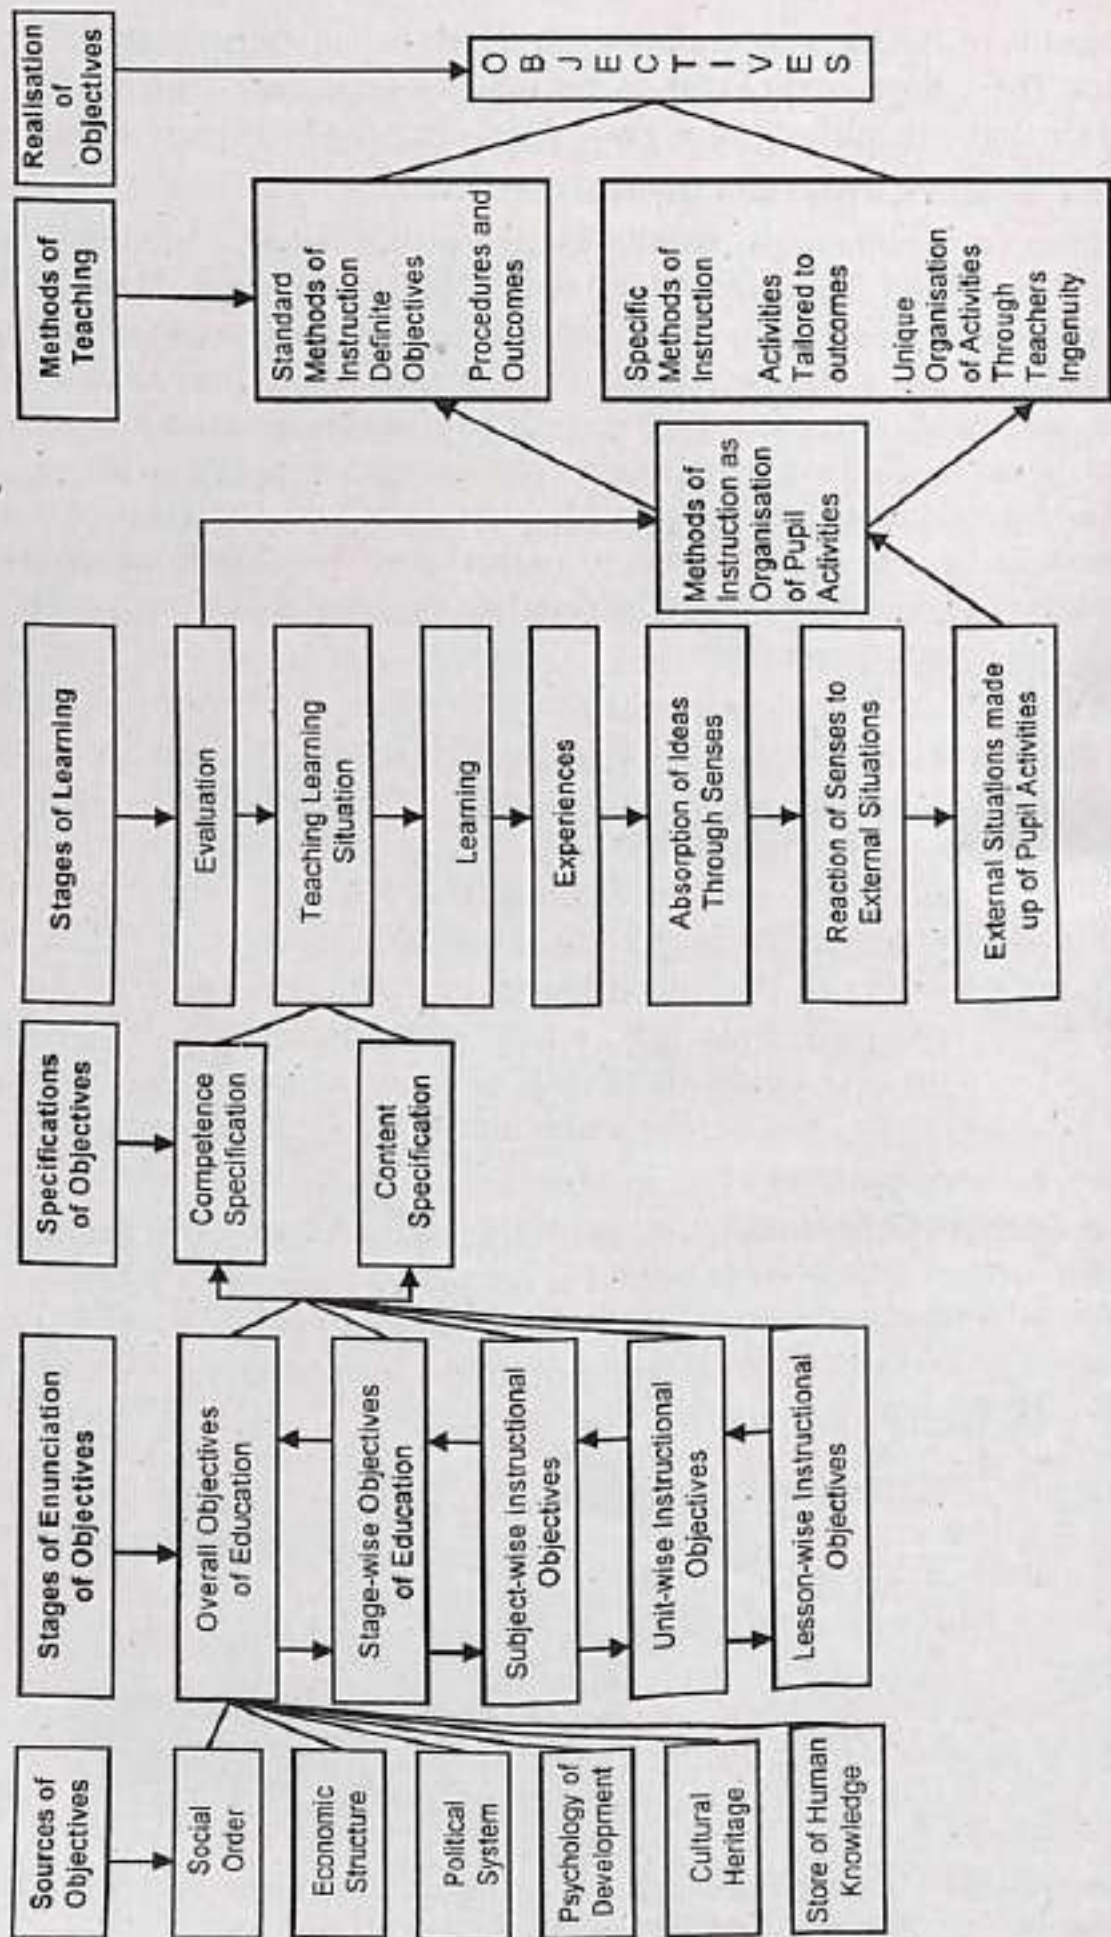 Sources of
Objectives
Social
Order
Economic
Structure
Political
System
Psychology of
Development
Cultural
Heritage
Store of Human
Knowledge
Stages of Enunciation
of Objectives
Overall Objectives
of Education
Stage-wise Objectives
of Education
Subject-wise Instructional
Objectives
Unit-wise Instructional
Objectives
Lesson-wise Instructional
Objectives
Specifications
of Objectives
Competence
Specification
Content
Specification
Stages of Learning
Evaluation
Teaching Learning
Situation
Learning
Experiences
Absorption of Ideas
Through Senses
Reaction of Senses to
External Situations
External Situations made
up of Pupil Activities
Methods of
Instruction as
Organisation
of Pupil
Activities
Methods of
Teaching
Standard
Methods of
Instruction
Definite
Objectives
Procedures and
Outcomes
Specific
Methods of
Instruction
Activities
Tailored to
outcomes
Unique
Organisation
of Activities
Through
Teachers
Ingenuity
Realisation
of
Objectives
O
B
J
E
C
T
I
V
E
S